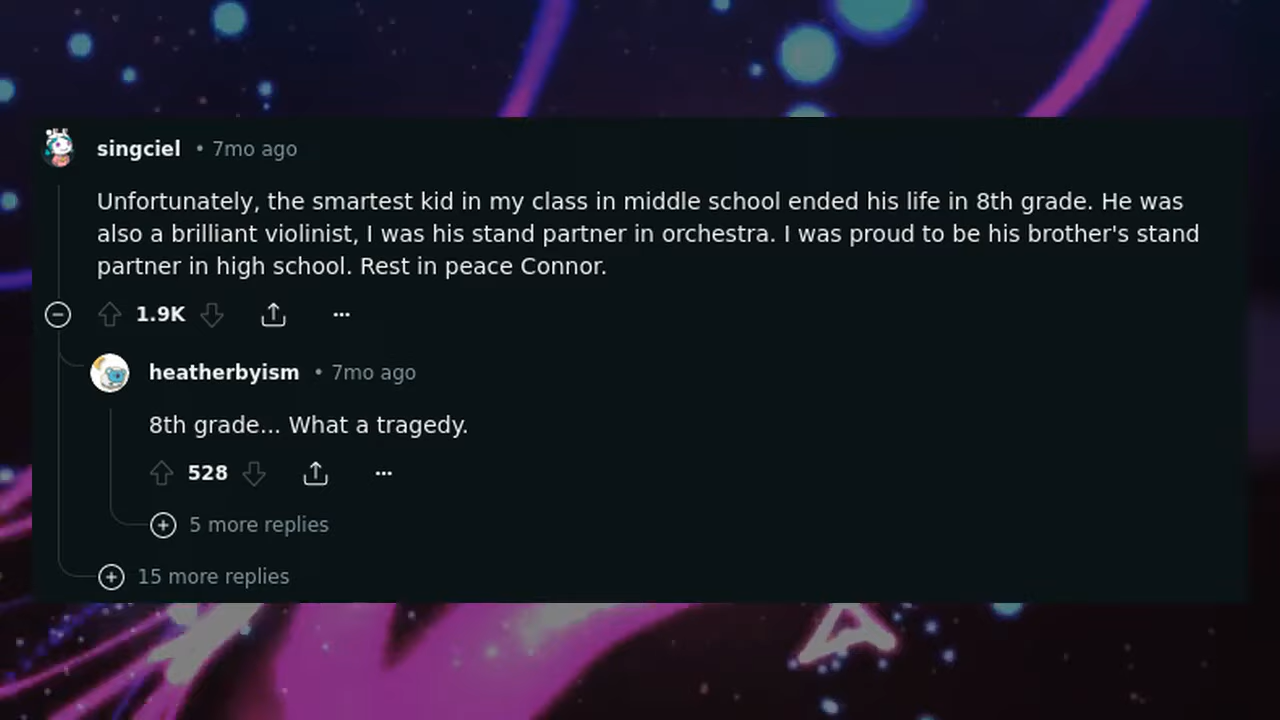 singciel • 7mo ago
Unfortunately, the smartest kid in my class in middle school ended his life in 8th grade. He was
also a brilliant violinist, I was his stand partner in orchestra. I was proud to be his brother's stand
partner in high school. Rest in peace Connor.
1.9K
heatherbyism • 7mo ago
8th grade... What a tragedy.
528
5 more replies
15 more replies